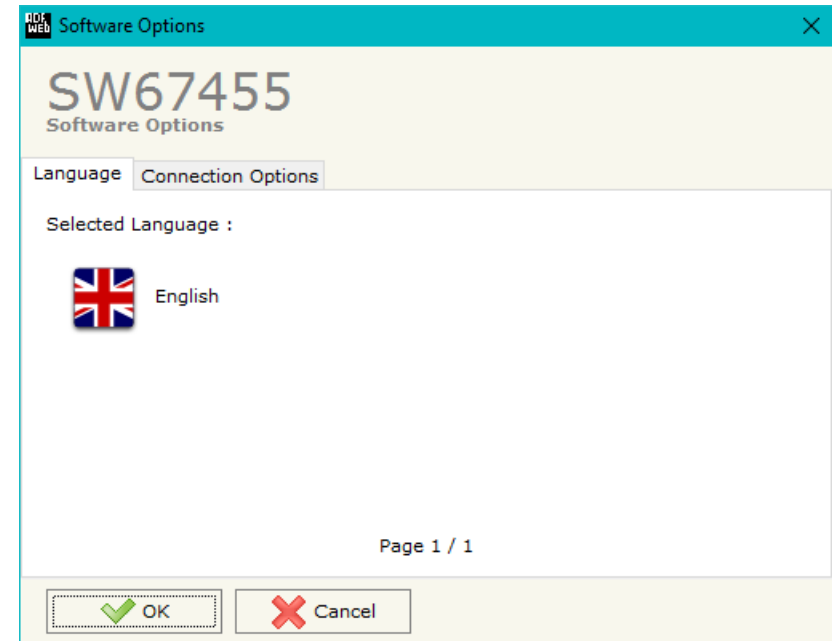 ADF
WEB Software Options
SW67455
Software Options
Language Connection Options
Selected Language :
English
Page 1 / 1
OK Cancel